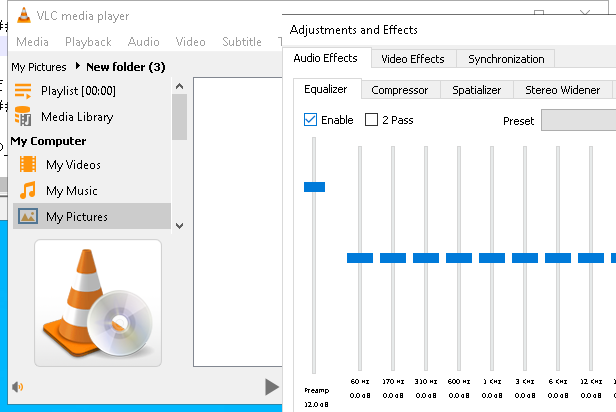 VLC media player
Media Playback Audio Video Subtitle
My Pictures New folder (3)
Playlist [00:00]
Media Library
My Computer
My Videos
My Music
My Pictures
Adjustments and Effects
Audio Effects Video Effects Synchronization
Equalizer Compressor Spatializer Stereo Widener
Enable 2 Pass Preset
60 Hz 170 Hz 310 Hz 600 Hz 1 KHz 3 KHz 6 KHz 12 KHz
Preamp 0.0 dB 0.0 dB 0.0 dB 0.0 dB 0.0 dB 0.0 dB 0.0 dB 0.0 dB
12.0 dB